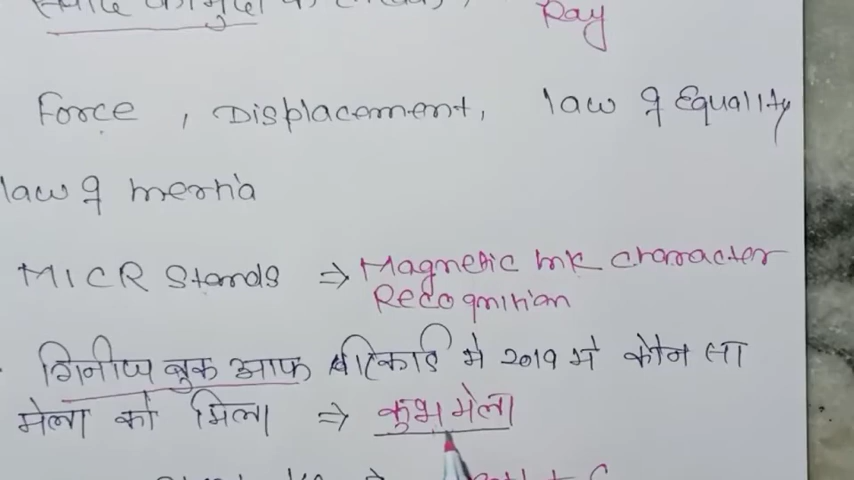 Ray
Force , Displacement, law of Equality
law of Inertia
MICR Stands ⇒ Magnetic Ink Character
Recognition
गिनीज बुक आफ रिकार्ड मे 2019 मे कौन सा
मेला को मिला ⇒ कुंभ मेला